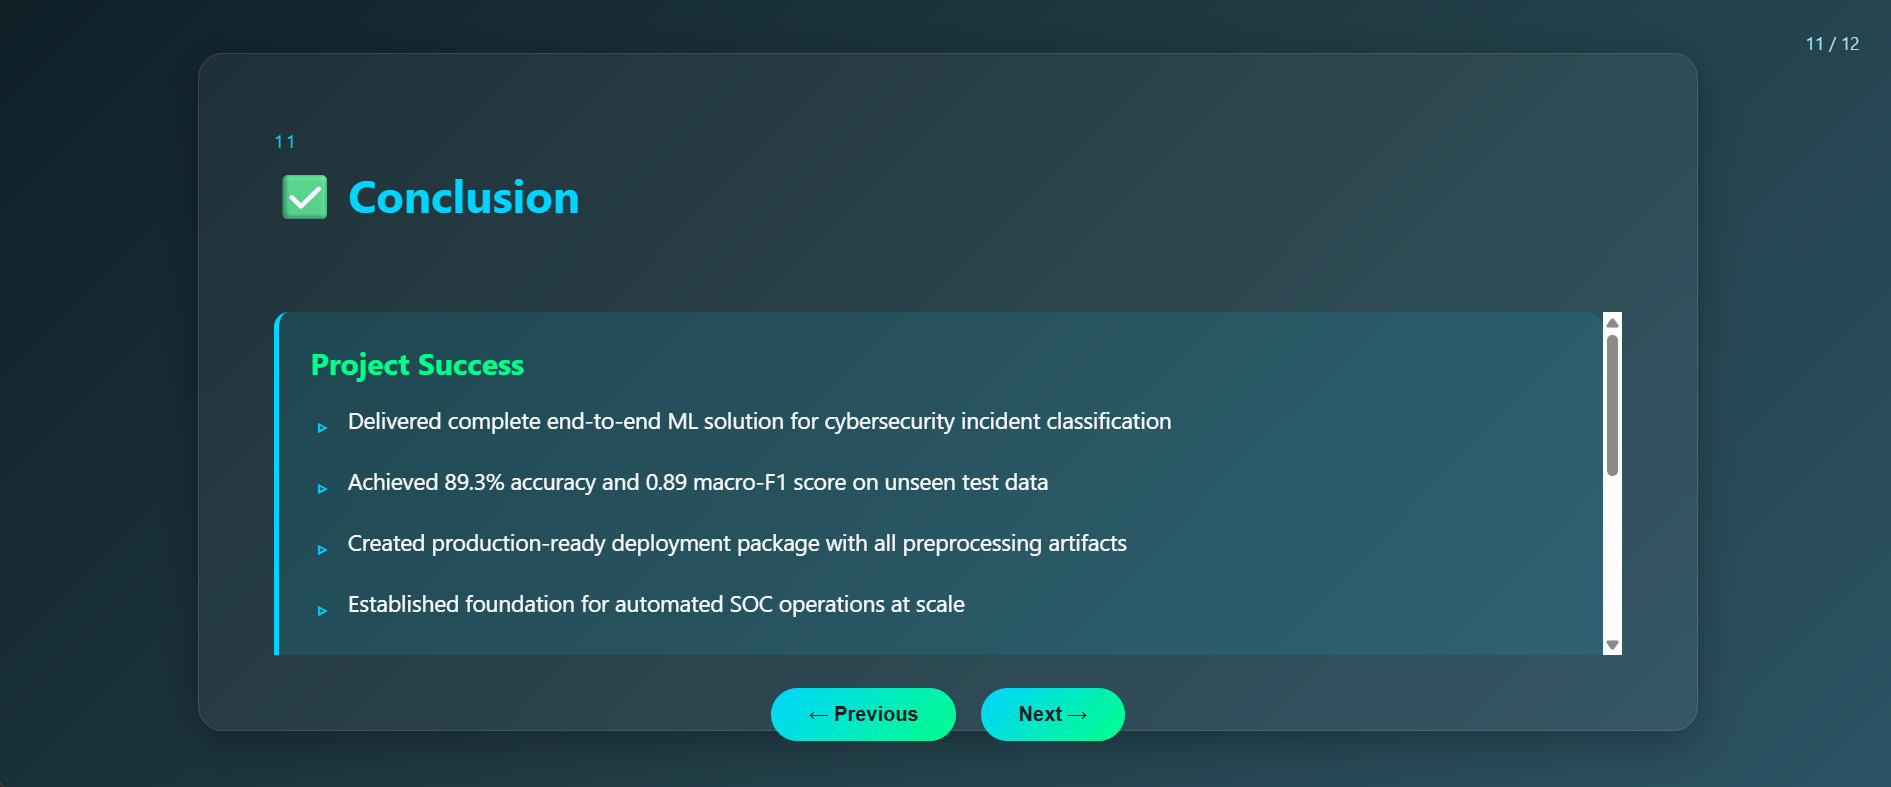 11 / 12
11
✅ Conclusion
Project Success
▹ Delivered complete end-to-end ML solution for cybersecurity incident classification
▹ Achieved 89.3% accuracy and 0.89 macro-F1 score on unseen test data
▹ Created production-ready deployment package with all preprocessing artifacts
▹ Established foundation for automated SOC operations at scale
← Previous
Next →